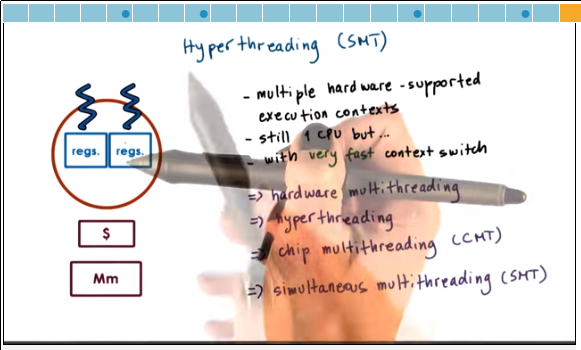 Hyperthreading (SMT)
- multiple hardware-supported
execution contexts
- still 1 CPU but...
- with very fast context switch
regs. regs.
=> hardware multithreading
=> hyperthreading
$
=> chip multithreading (CMT)
Mm
=> simultaneous multithreading (SMT)